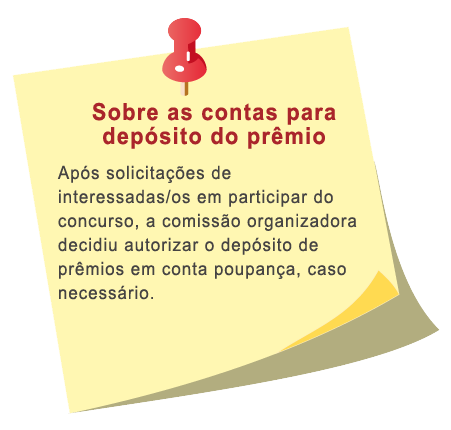 Sobre as contas para
depósito do prêmio
Após solicitações de
interessadas/os em participar do
concurso, a comissão organizadora
decidiu autorizar o depósito de
prêmios em conta poupança, caso
necessário.